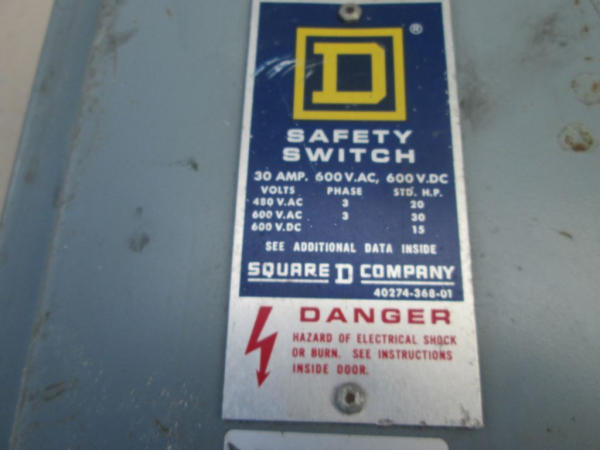 D ®
SAFETY
SWITCH
30 AMP. 600 V.AC, 600 V.DC
VOLTS PHASE STD. H.P.
480 V.AC 3 20
600 V.AC 3 30
600 V.DC 15
SEE ADDITIONAL DATA INSIDE
SQUARE D COMPANY
40274-368-01
DANGER
HAZARD OF ELECTRICAL SHOCK
OR BURN. SEE INSTRUCTIONS
INSIDE DOOR.